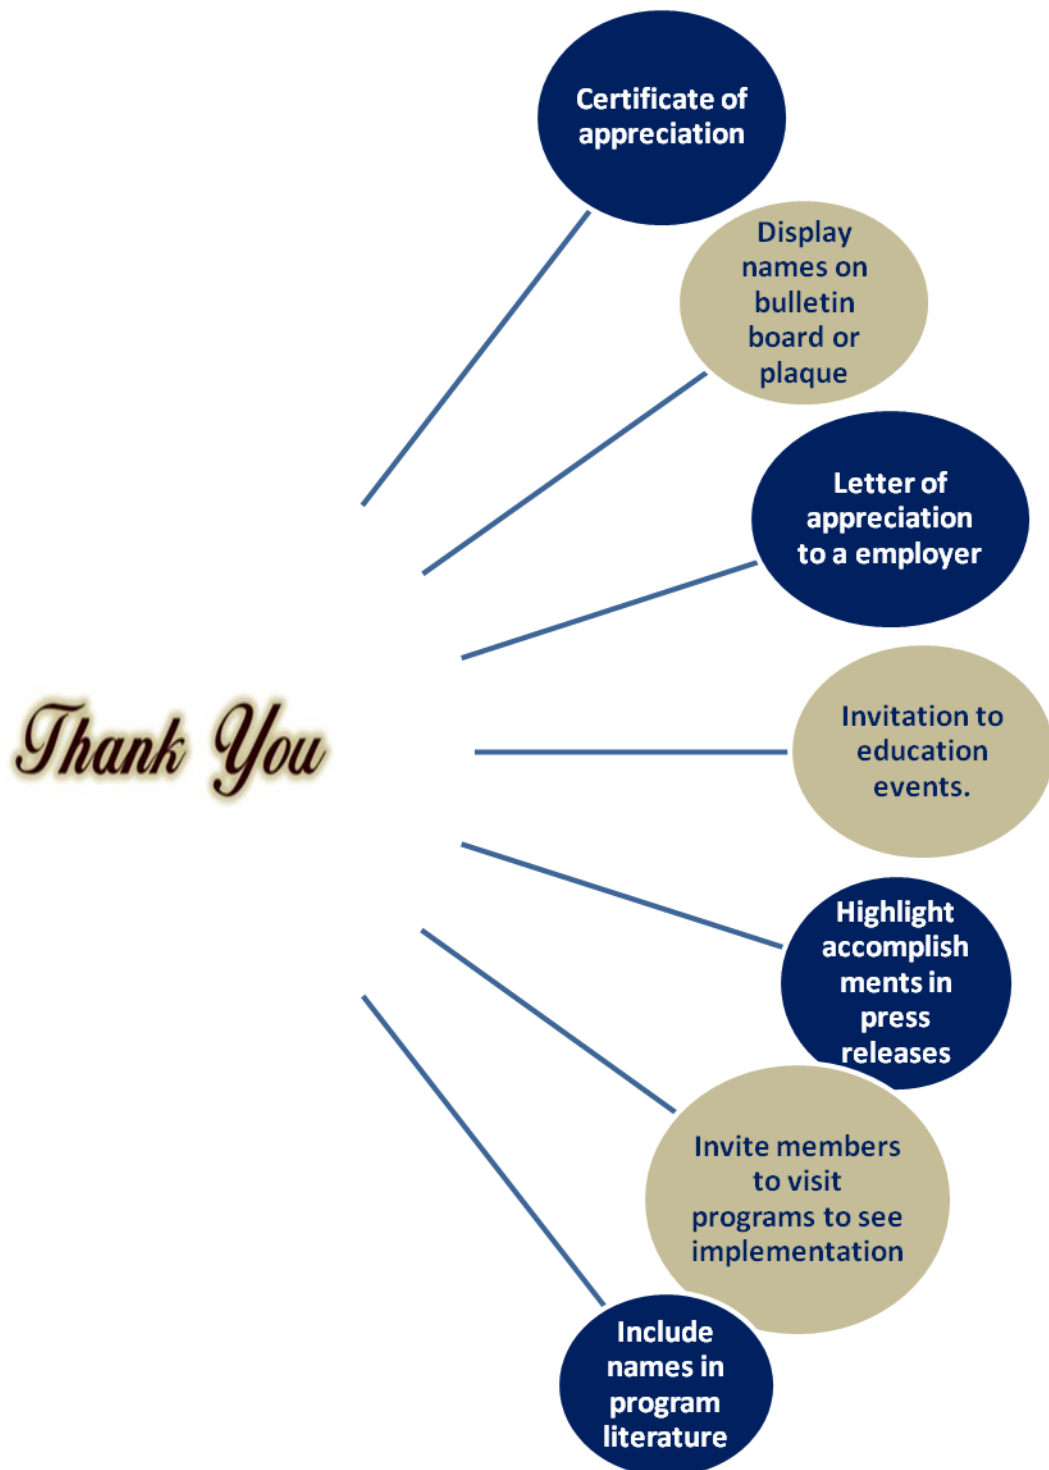 Certificate of
appreciation
Display
names on
bulletin
board or
plaque
Letter of
appreciation
to a employer
Thank You
Invitation to
education
events.
Highlight
accomplish
ments in
press
releases
Invite members
to visit
programs to see
implementation
Include
names in
program
literature